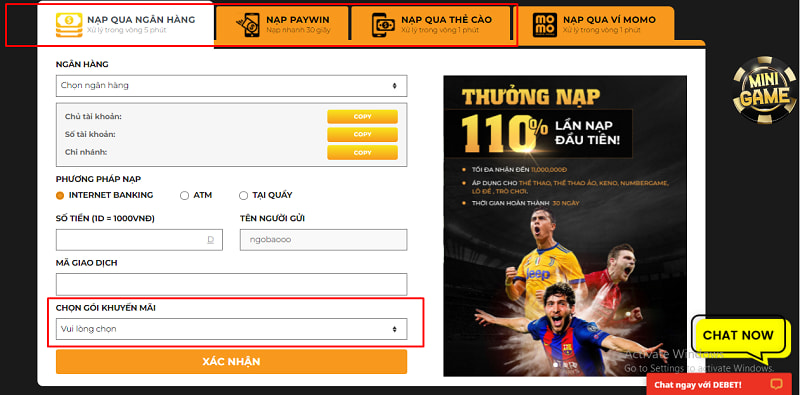 NẠP QUA NGÂN HÀNG
Xử lý trong vòng 5 phút
NẠP PAYWIN
Nạp nhanh 30 giây
NẠP QUA THẺ CÀO
Xử lý trong vòng 1 phút
MOMO
NẠP QUA VÍ MOMO
Xử lý trong vòng 1 phút
NGÂN HÀNG
Chọn ngân hàng
Chủ tài khoản:
COPY
Số tài khoản:
COPY
Chi nhánh:
COPY
PHƯƠNG PHÁP NẠP
INTERNET BANKING
ATM
TẠI QUẦY
SỐ TIỀN (1D = 1000VNĐ)
TÊN NGƯỜI GỬI
D
ngobaooo
MÃ GIAO DỊCH
CHỌN GÓI KHUYẾN MÃI
Vui lòng chọn
XÁC NHẬN
THƯỞNG NẠP
110% LẦN NẠP
ĐẦU TIÊN!
TỐI ĐA NHẬN ĐẾN 11,000,000Đ
ÁP DỤNG CHO THỂ THAO, THỂ THAO ẢO, KENO, NUMBERGAME,
LÔ ĐỀ, TRÒ CHƠI.
THỜI GIAN HOÀN THÀNH 30 NGÀY
Jeep
MINI
GAME
CHAT NOW
Activate Windows
Go to Settings to activate Windows.
Chat ngay với DEBET!